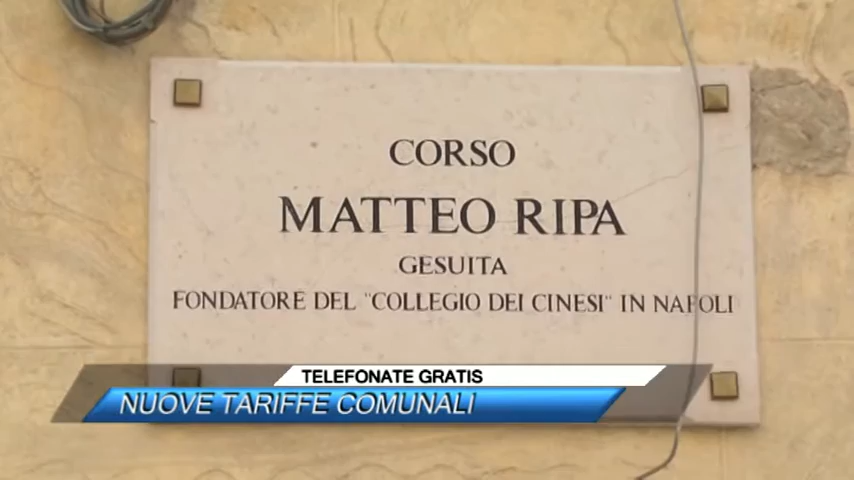 CORSO
MATTEO RIPA
GESUITA
FONDATORE DEL "COLLEGIO DEI CINESI" IN NAPOLI
TELEFONATE GRATIS
NUOVE TARIFFE COMUNALI